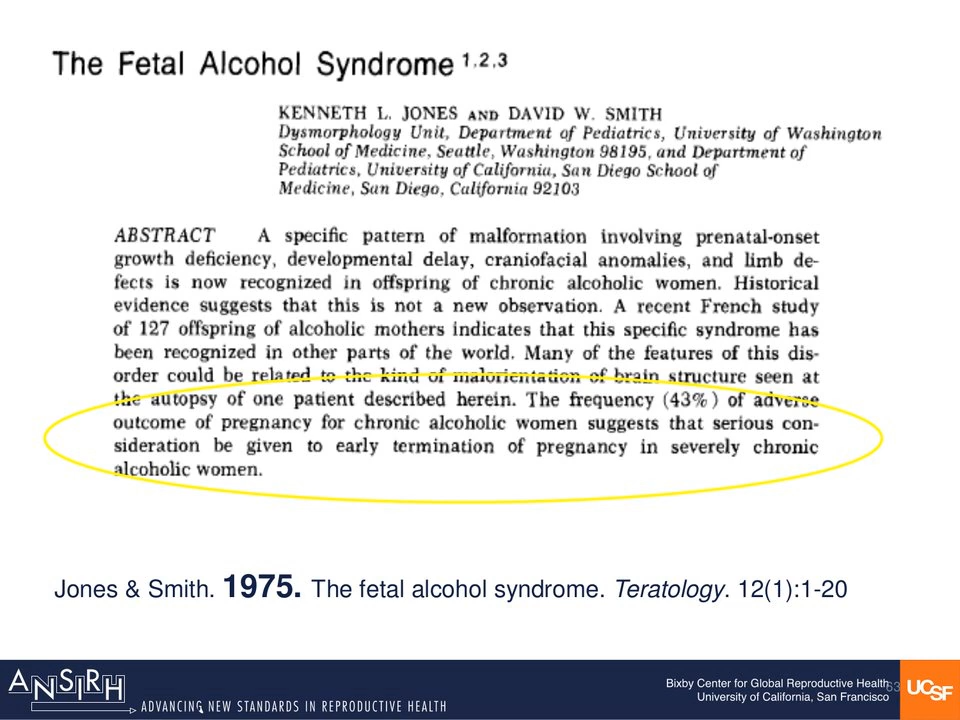 The Fetal Alcohol Syndrome 1,2,3
KENNETH L. JONES AND DAVID W. SMITH
Dysmorphology Unit, Department of Pediatrics, University of Washington
School of Medicine, Seattle, Washington 98195, and Department of
Pediatrics, University of California, San Diego School of
Medicine, San Diego, California 92103
ABSTRACT A specific pattern of malformation involving prenatal-onset
growth deficiency, developmental delay, craniofacial anomalies, and limb de-
fects is now recognized in offspring of chronic alcoholic women. Historical
evidence suggests that this is not a new observation. A recent French study
of 127 offspring of alcoholic mothers indicates that this specific syndrome has
been recognized in other parts of the world. Many of the features of this dis-
order could be related to the kind of malorientation of brain structure seen at
the autopsy of one patient described herein. The frequency (43%) of adverse
outcome of pregnancy for chronic alcoholic women suggests that serious con-
sideration be given to early termination of pregnancy in severely chronic
alcoholic women.
Jones & Smith. 1975. The fetal alcohol syndrome. Teratology. 12(1):1-20
ANSIRH
ADVANCING NEW STANDARDS IN REPRODUCTIVE HEALTH
Bixby Center for Global Reproductive Health
University of California, San Francisco
63
UCSF